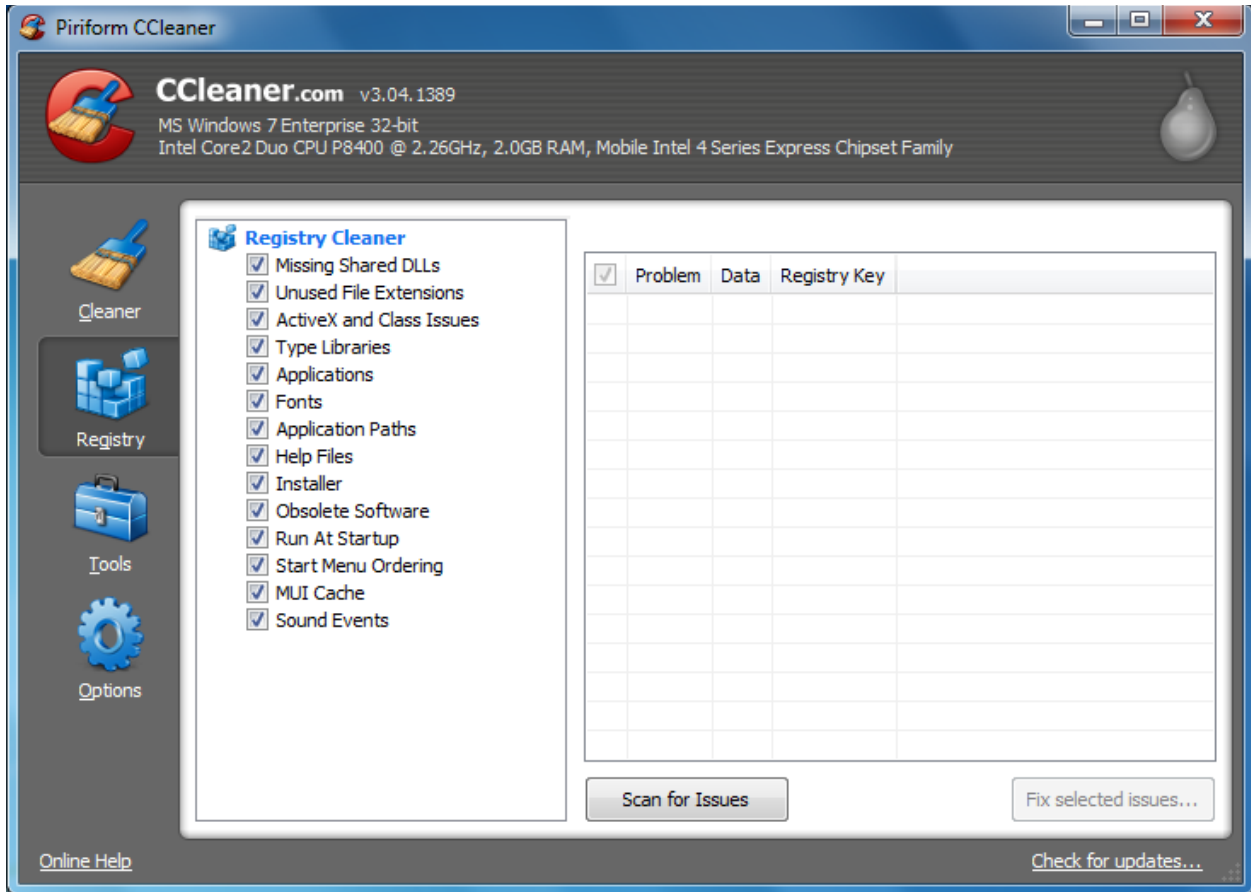 Piriform CCleaner
CCleaner.com v3.04.1389
MS Windows 7 Enterprise 32-bit
Intel Core2 Duo CPU P8400 @ 2.26GHz, 2.0GB RAM, Mobile Intel 4 Series Express Chipset Family
Cleaner
Registry
Tools
Options
Registry Cleaner
Missing Shared DLLs
Unused File Extensions
ActiveX and Class Issues
Type Libraries
Applications
Fonts
Application Paths
Help Files
Installer
Obsolete Software
Run At Startup
Start Menu Ordering
MUI Cache
Sound Events
Problem Data Registry Key
Scan for Issues
Fix selected issues...
Online Help
Check for updates...